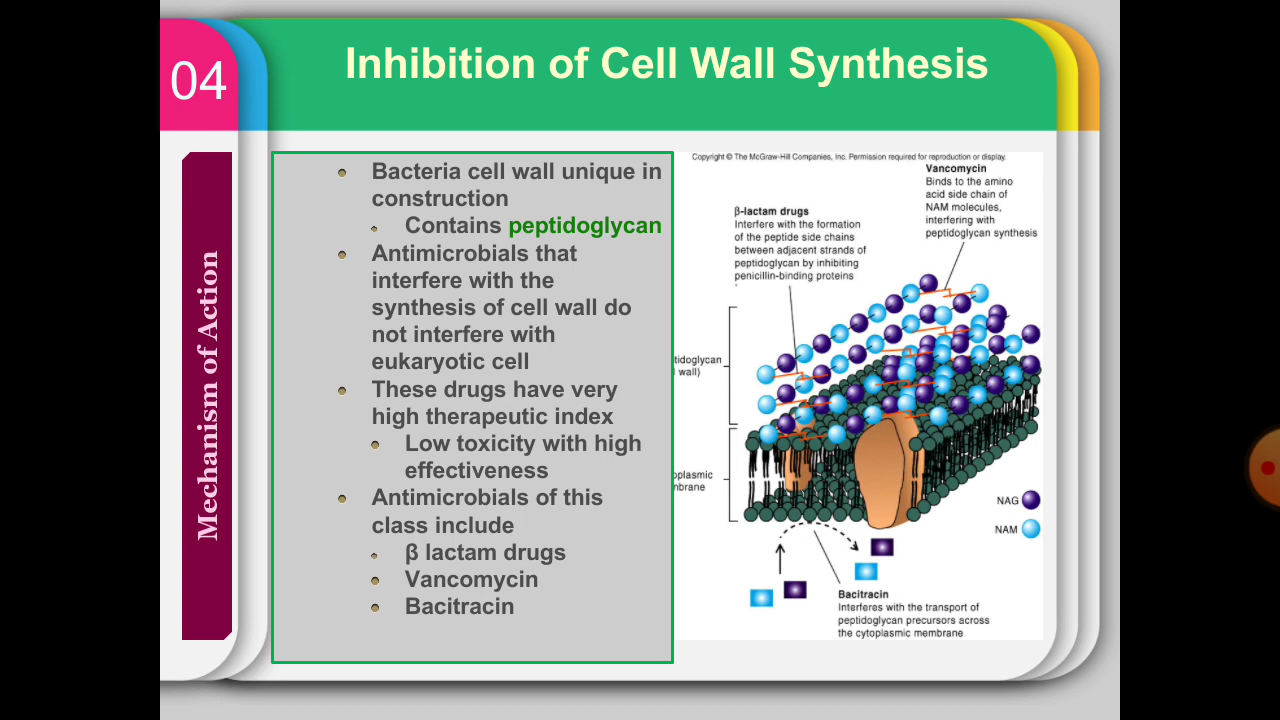 04
Inhibition of Cell Wall Synthesis
Mechanism of Action
Bacteria cell wall unique in
construction
Contains peptidoglycan
Antimicrobials that
interfere with the
synthesis of cell wall do
not interfere with
eukaryotic cell
These drugs have very
high therapeutic index
Low toxicity with high
effectiveness
Antimicrobials of this
class include
β lactam drugs
Vancomycin
Bacitracin
Copyright © The McGraw-Hill Companies, Inc. Permission required for reproduction or display.
Vancomycin
Binds to the amino
acid side chain of
NAM molecules,
interfering with
peptidoglycan synthesis
β-lactam drugs
Interfere with the formation
of the peptide side chains
between adjacent strands of
peptidoglycan by inhibiting
penicillin-binding proteins
tidoglycan
l wall)
oplasmic
nbrane
NAG
NAM
Bacitracin
Interferes with the transport of
peptidoglycan precursors across
the cytoplasmic membrane